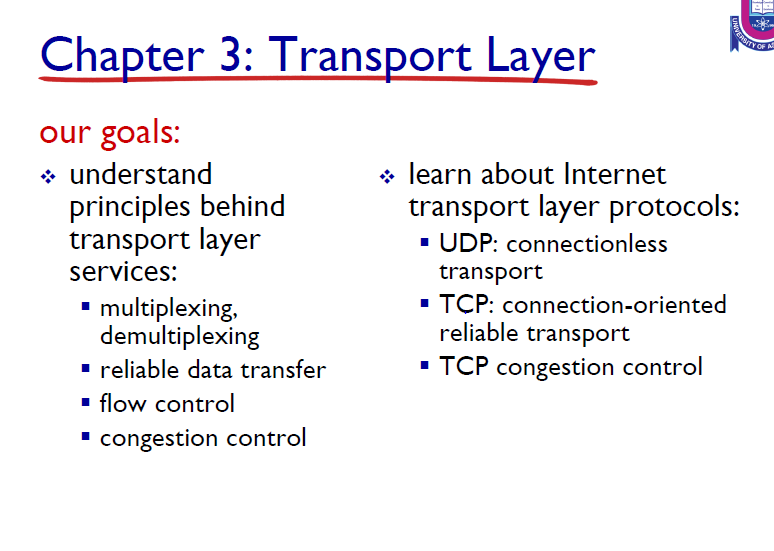 Chapter 3: Transport Layer
UNIVERSITY OF
our goals:
understand
principles behind
transport layer
services:
multiplexing,
demultiplexing
reliable data transfer
flow control
congestion control
learn about Internet
transport layer protocols:
UDP: connectionless
transport
TCP: connection-oriented
reliable transport
TCP congestion control